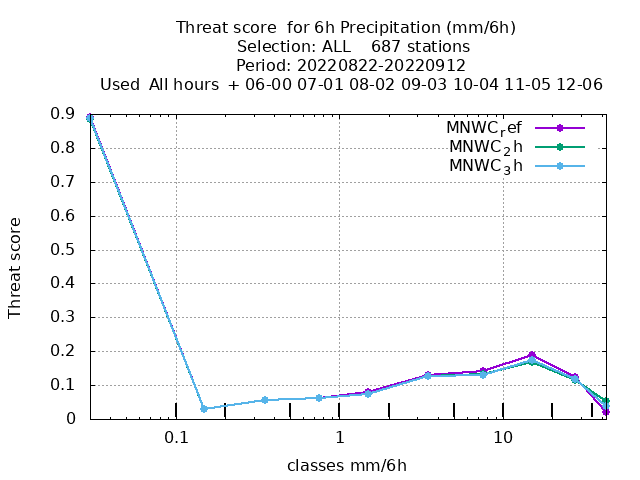 Threat score  for 6h Precipitation (mm/6h)
Selection: ALL    687 stations
Period: 20220822-20220912
Used  All hours  + 06-00 07-01 08-02 09-03 10-04 11-05 12-06
MNWC_ref
MNWC_2h
MNWC_3h
0.9
0.8
0.7
0.6
0.5
0.4
0.3
0.2
0.1
0
Threat score
0.1 1 10
classes mm/6h